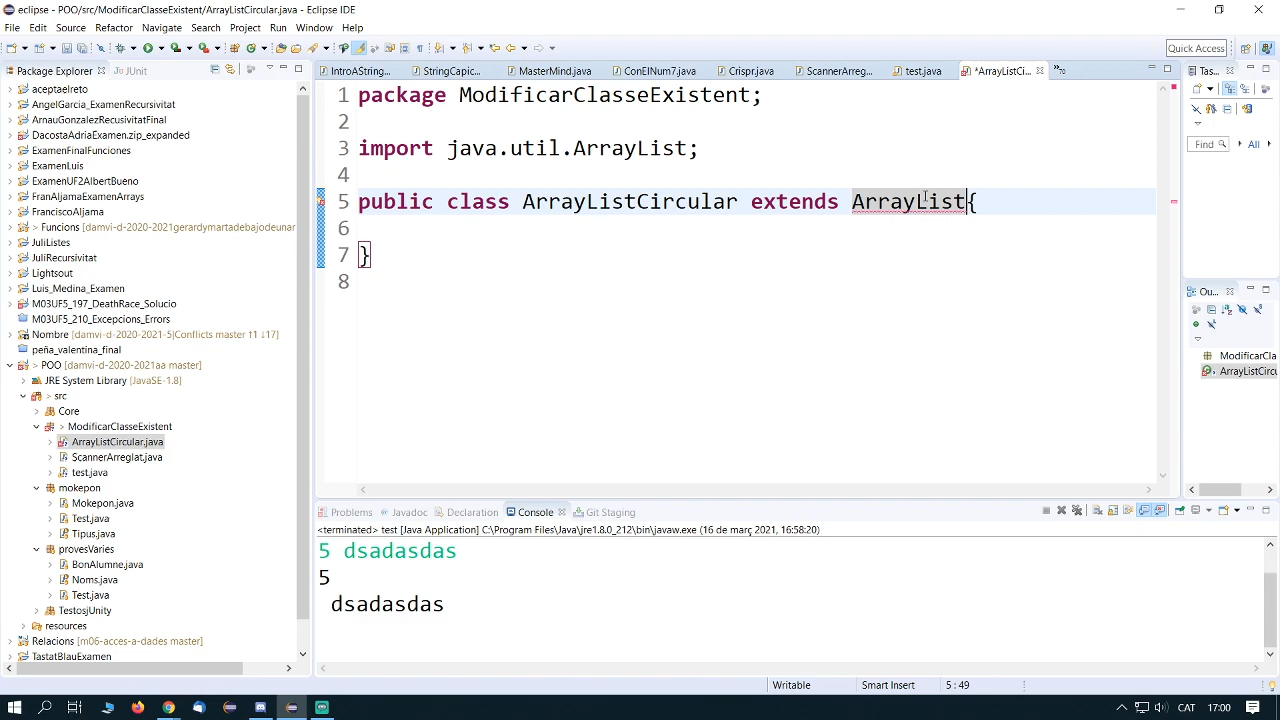 eclipse - POO/src/ModificarClasseExistent/ArrayListCircular.java - Eclipse IDE
File Edit Source Refactor Navigate Search Project Run Window Help
Quick Access
Package Explorer JUnit
IntroAString... StringCapic... MasterMind.java ConEINum7.java Crispr.java ScannerArreg... test.java *ArrayListCi... 70
Tas...
aceptaelreto
AngelGarcia_ExamenRecursivitat
ArnauGonzalezRecursivitatFinal
DacostaAdriaExamen.zip_expanded
ExamenFinalFunciones
ExamenLuis
ExamenUF2AlbertBueno
FranAljamaExamenArrays
FranciscoAljama
> Funcions [damvi-d-2020-2021gerardymartadebajodeunar
JuliListes
JuliRecursivitat
Lightsout
Luis_Medina_Examen
M03UF5_197_DeathRace_Solucio
M03UF5_210_Excepcions_Errors
> Nombre [damvi-d-2020-2021-5|Conflicts master ↑1 ↓17]
peña_valentina_final
> POO [damvi-d-2020-2021aa master]
JRE System Library [JavaSE-1.8]
> src
Core
> ModificarClasseExistent
ArrayListCircular.java
ScannerArreglat.java
test.java
mokepon
Mokepon.java
Test.java
Tipus.java
provesVaries
BonAlumne.java
Noms.java
Test.java
TestosjUnity
resources
Relacions [m06-acces-a-dades master]
TastatBlauExamen
1 package ModificarClasseExistent;
2
3 import java.util.ArrayList;
4
5 public class ArrayListCircular extends ArrayList{
6
7 }
8
Find All
Ou...
ModificarCla
ArrayListCircu
Problems Javadoc Declaration Console Git Staging
<terminated> test [Java Application] C:\Program Files\Java\jre1.8.0_212\bin\javaw.exe (16 de març 2021, 16:58:20)
5 dsadasdas
5
dsadasdas
Writable Smart Insert 5 : 49
CAT 17:00